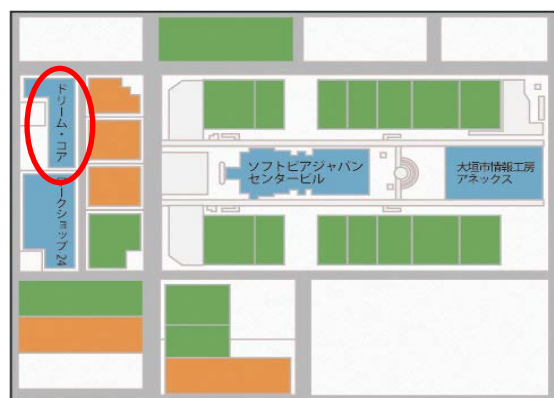 ドリーム・コア
ワークショップ 24
ソフトピアジャパン
センタービル
大垣市情報工房
アネックス